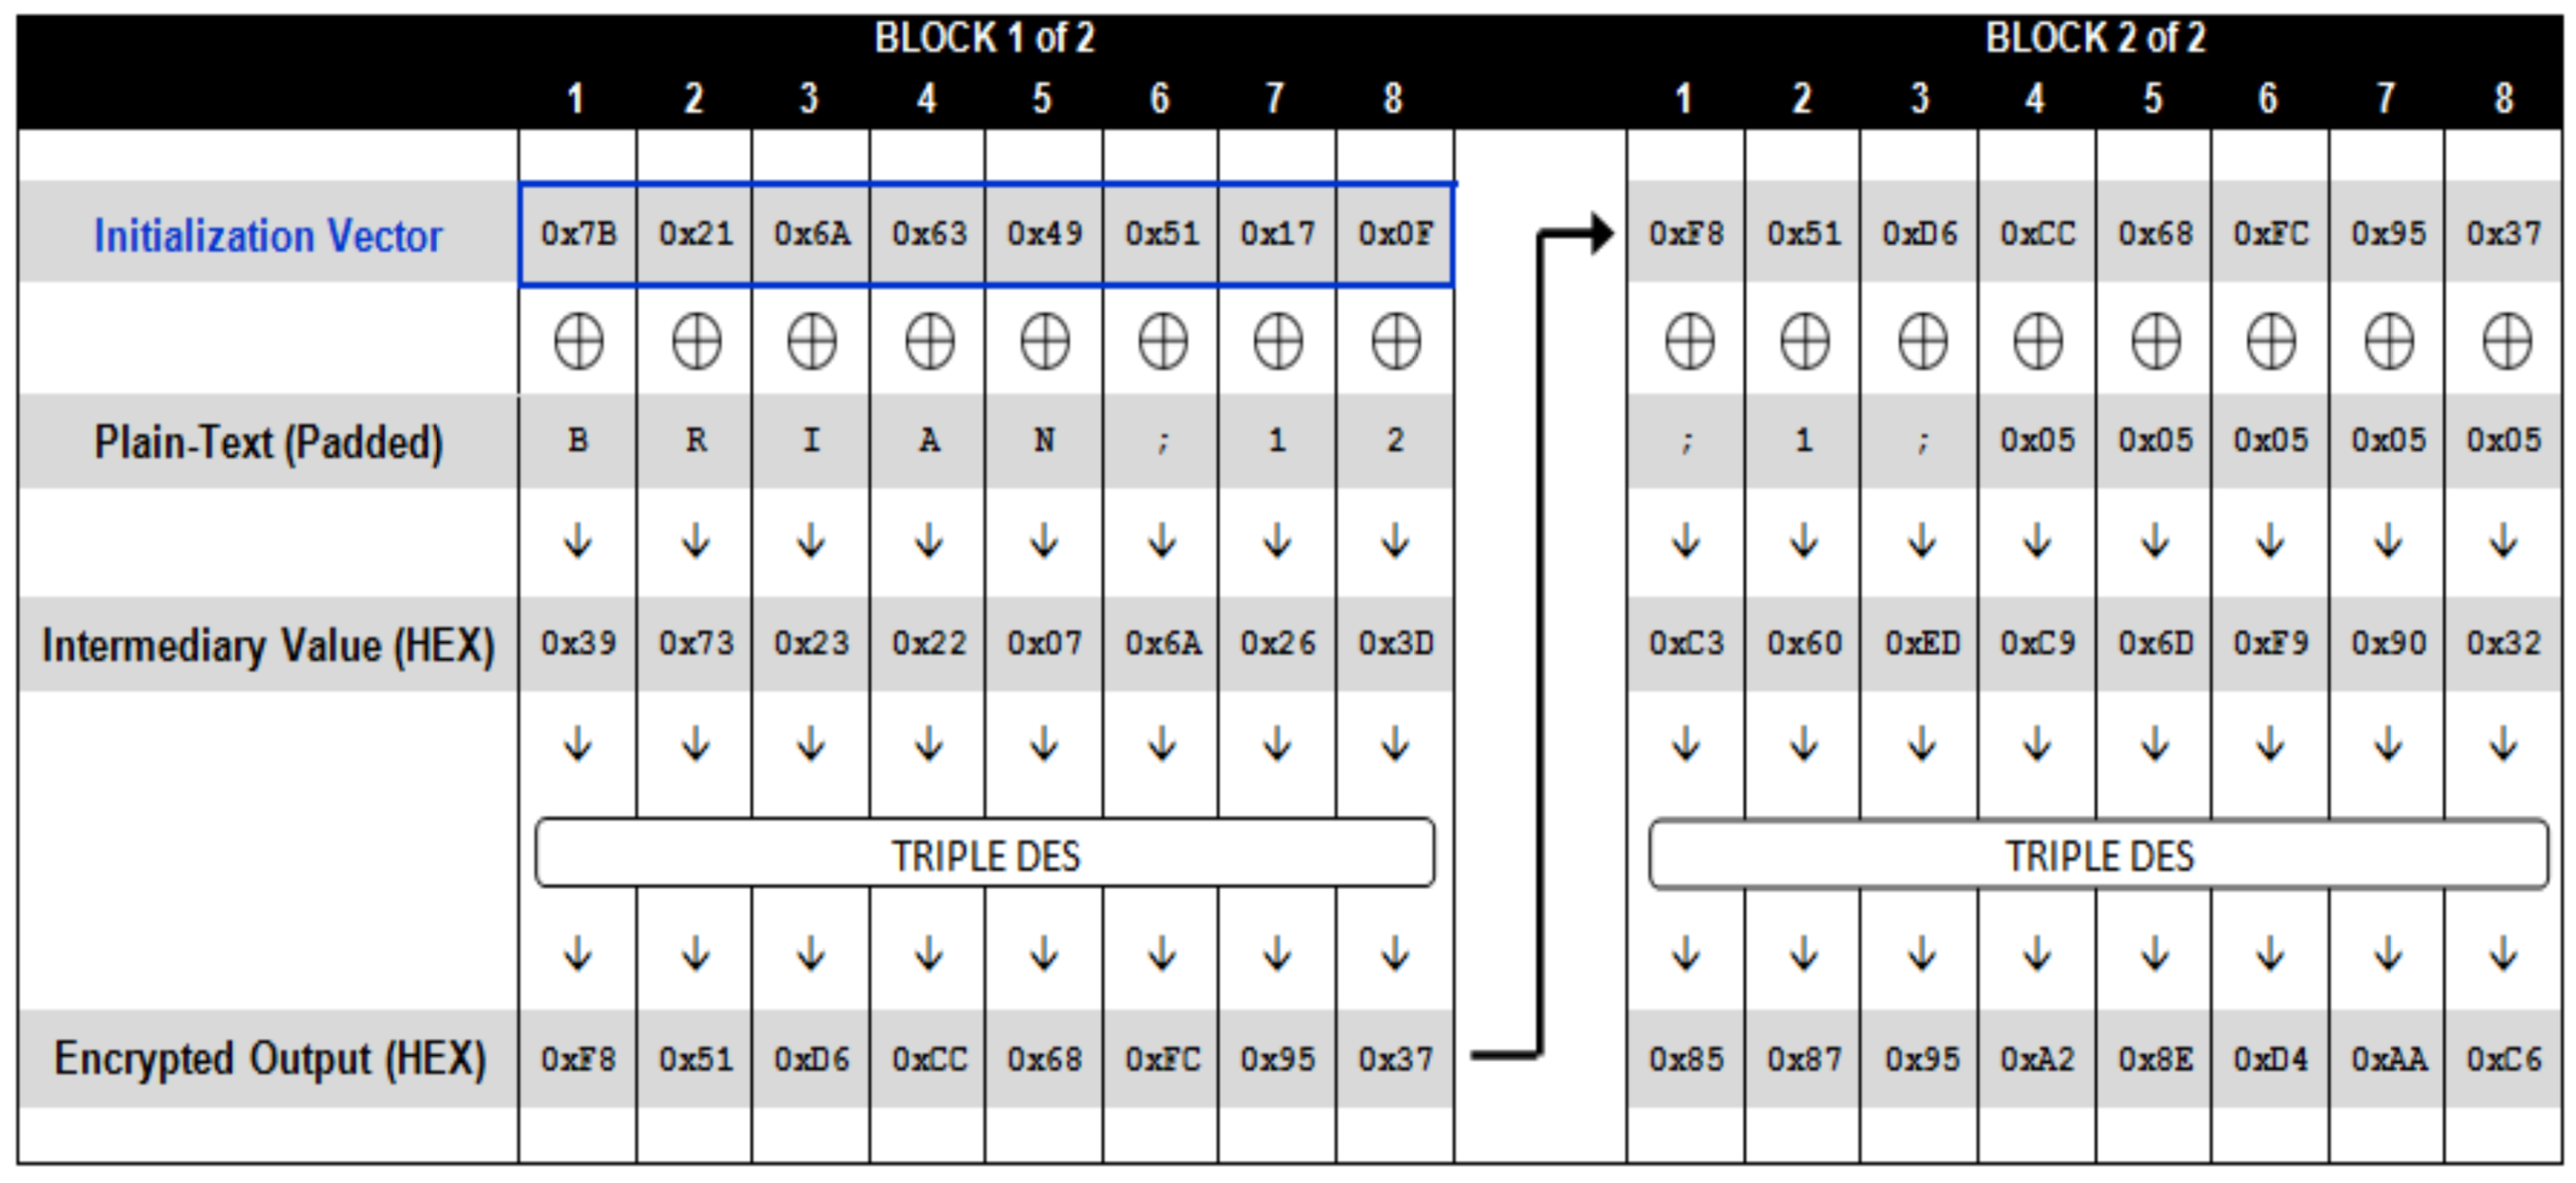 BLOCK 1 of 2 BLOCK 2 of 2
1 2 3 4 5 6 7 8 1 2 3 4 5 6 7 8
Initialization Vector 0x7B 0x21 0x6A 0x63 0x49 0x51 0x17 0x0F 0xF8 0x51 0xD6 0xCC 0x68 0xFC 0x95 0x37
Plain-Text (Padded) B R I A N ; 1 2 ; 1 ; 0x05 0x05 0x05 0x05 0x05
Intermediary Value (HEX) 0x39 0x73 0x23 0x22 0x07 0x6A 0x26 0x3D 0xC3 0x60 0xED 0xC9 0x6D 0xF9 0x90 0x32
TRIPLE DES TRIPLE DES
Encrypted Output (HEX) 0xF8 0x51 0xD6 0xCC 0x68 0xFC 0x95 0x37 0x85 0x87 0x95 0xA2 0x8E 0xD4 0xAA 0xC6